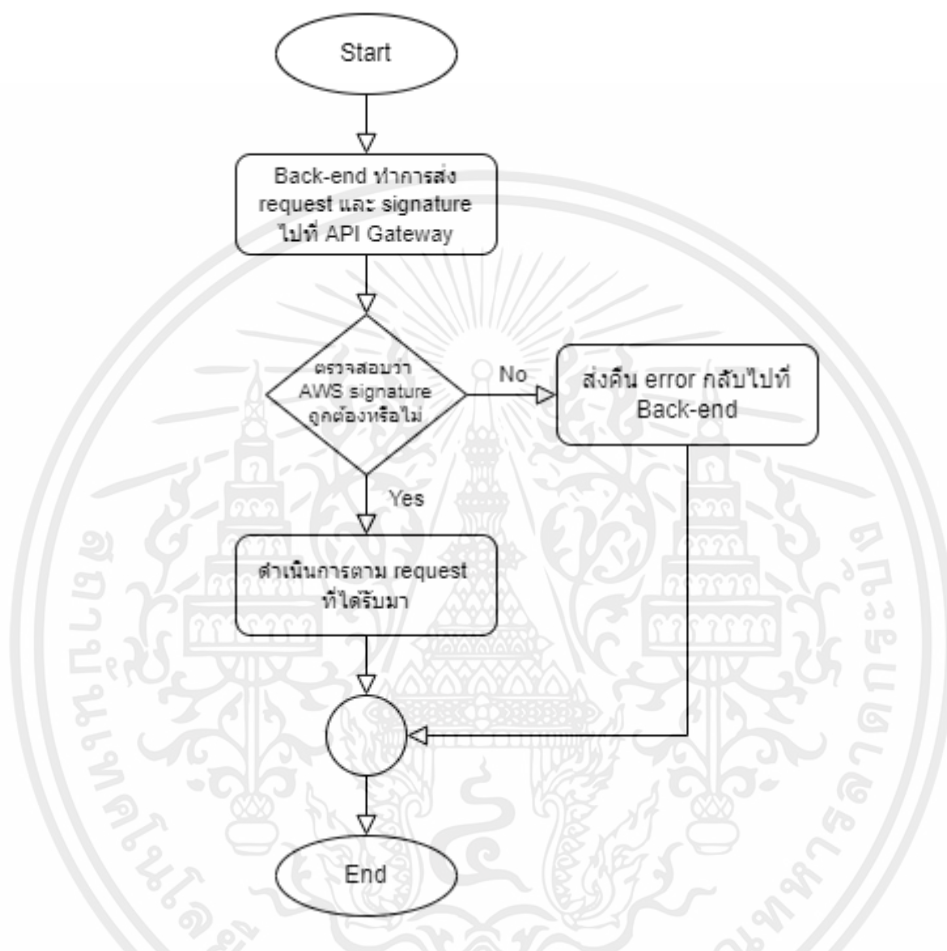 Start
Back-end ทำการส่ง
request และ signature
ไปที่ API Gateway
ตรวจสอบว่า
AWS signature
ถูกต้องหรือไม่
No
ส่งคืน error กลับไปที่
Back-end
Yes
ดำเนินการตาม request
ที่ได้รับมา
End